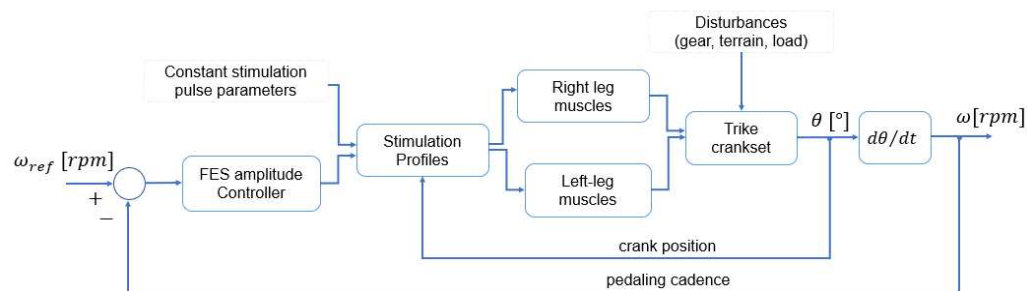 Disturbances
(gear, terrain, load)
Constant stimulation
pulse parameters
Right leg
muscles
Stimulation
Profiles
Trike
crankset
θ [°]
dθ/dt
ω[rpm]
ω_ref [rpm]
+
−
FES amplitude
Controller
Left-leg
muscles
crank position
pedaling cadence